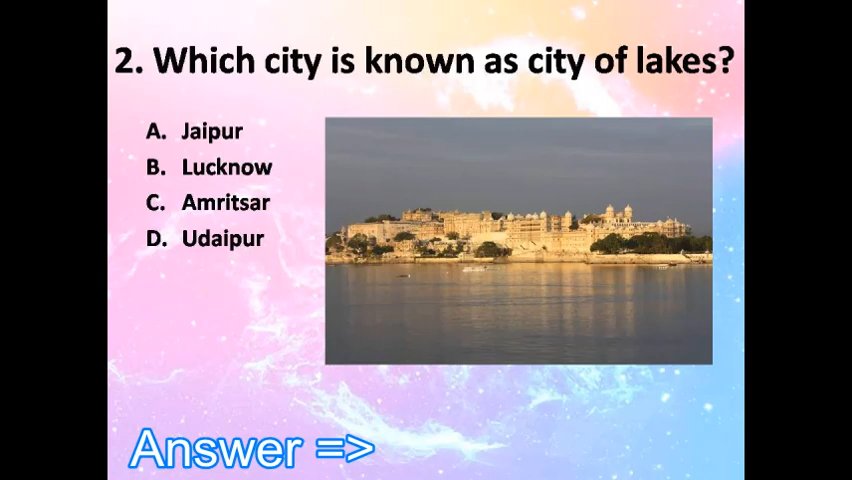 2. Which city is known as city of lakes?
A. Jaipur
B. Lucknow
C. Amritsar
D. Udaipur
Answer =>